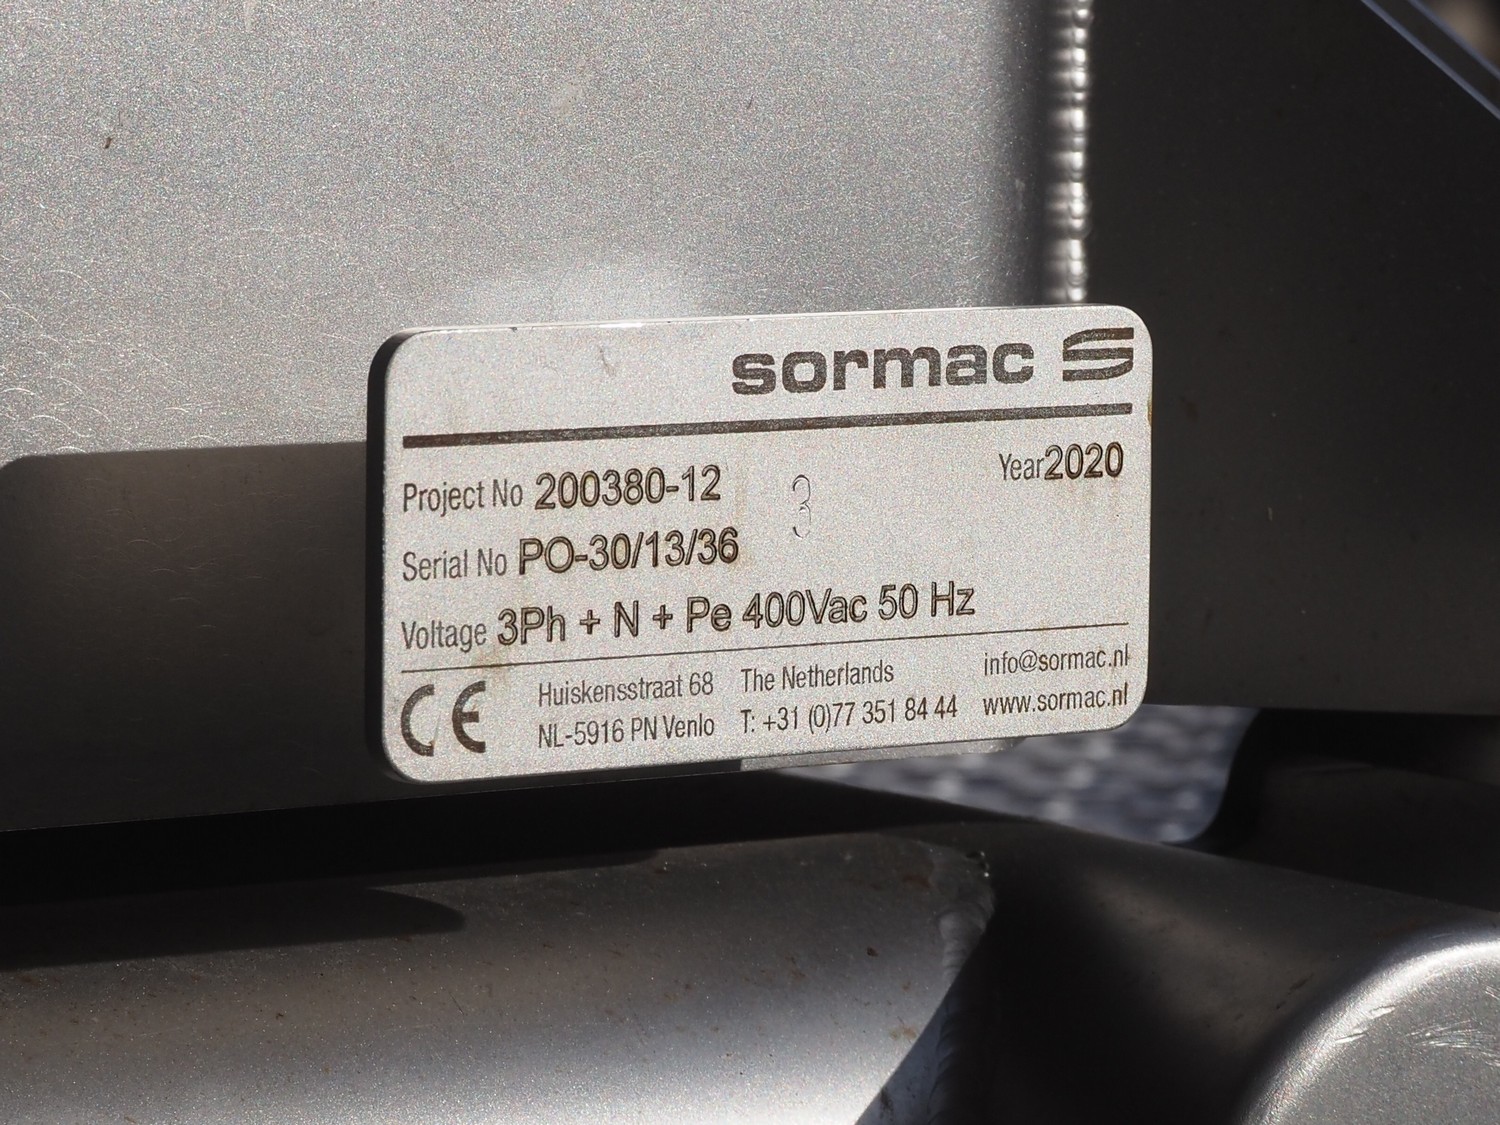 sormac
Year 2020
Project No 200380-12
3
Serial No PO-30/13/36
Voltage 3Ph + N + Pe 400Vac 50 Hz
CE
Huiskensstraat 68
NL-5916 PN Venlo
The Netherlands
T: +31 (0)77 351 84 44
info@sormac.nl
www.sormac.nl